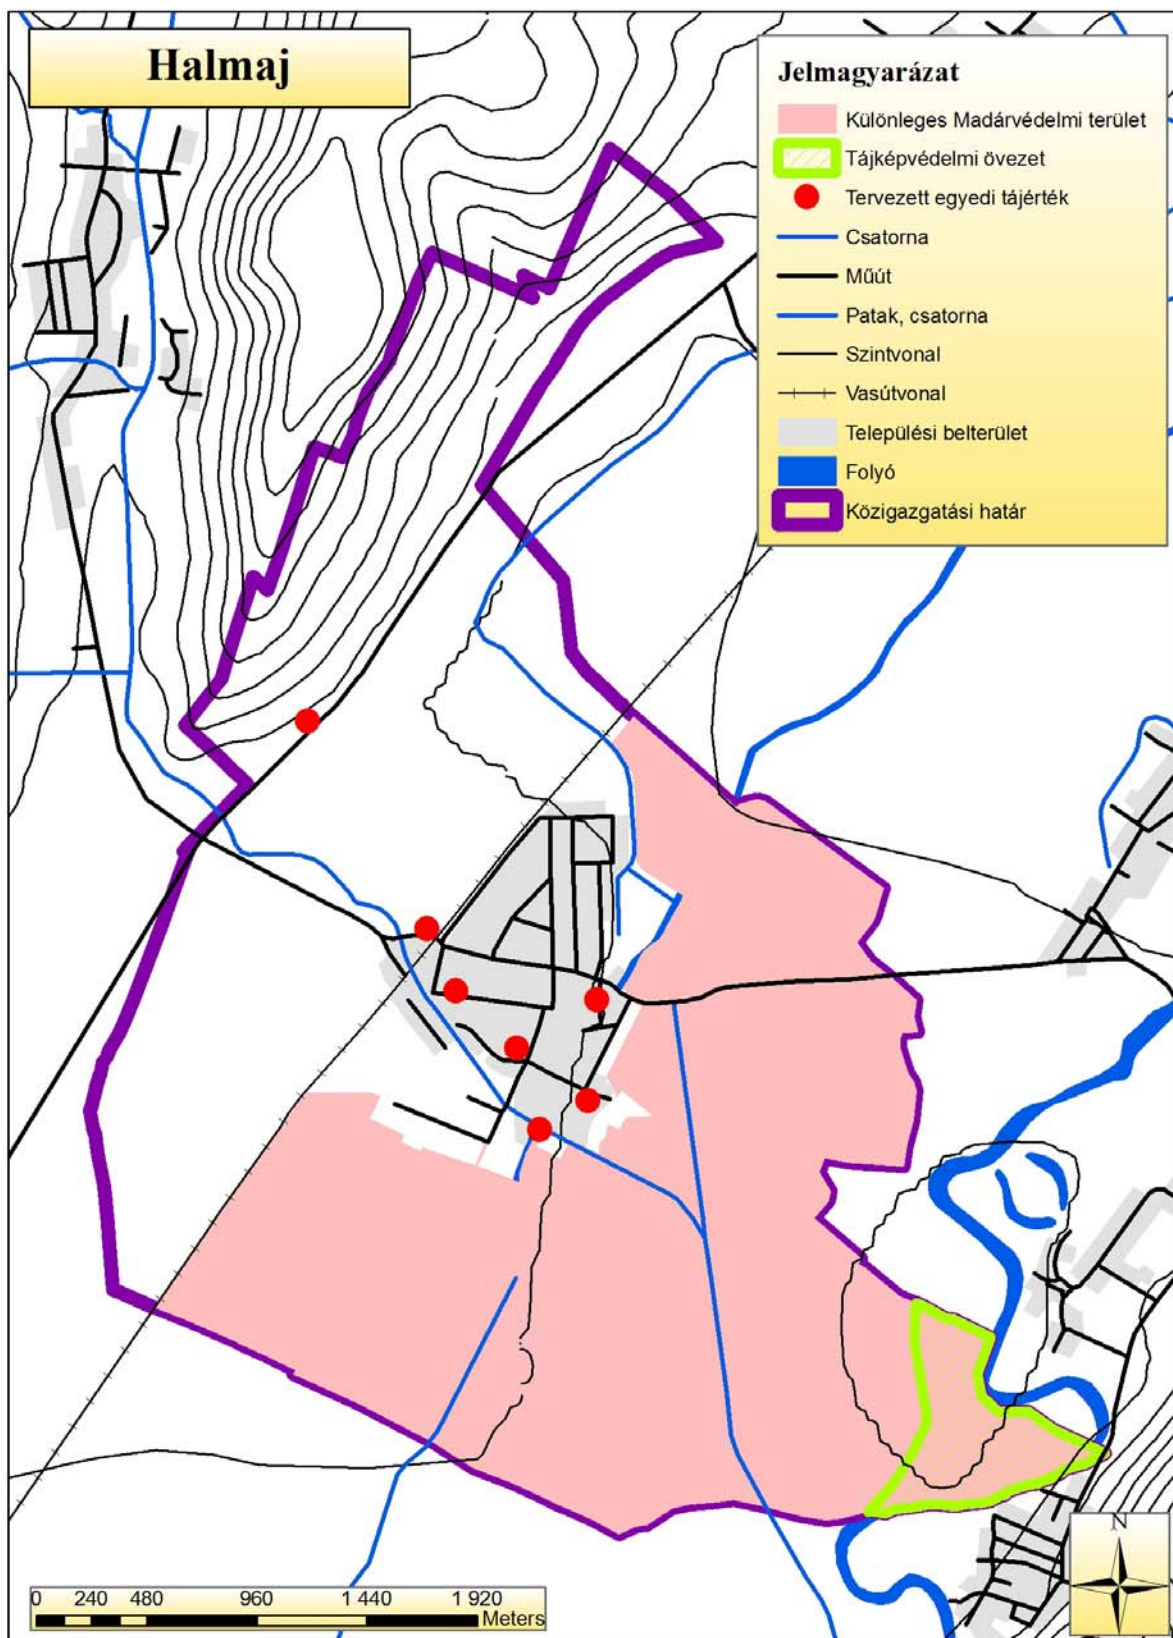 Halmaj
Jelmagyarázat
Különleges Madárvédelmi terület
Tájképvédelmi övezet
Tervezett egyedi tájérték
Csatorna
Műút
Patak, csatorna
Szintvonal
Vasútvonal
Települési belterület
Folyó
Közigazgatási határ
N
0 240 480 960 1 440 1 920
Meters